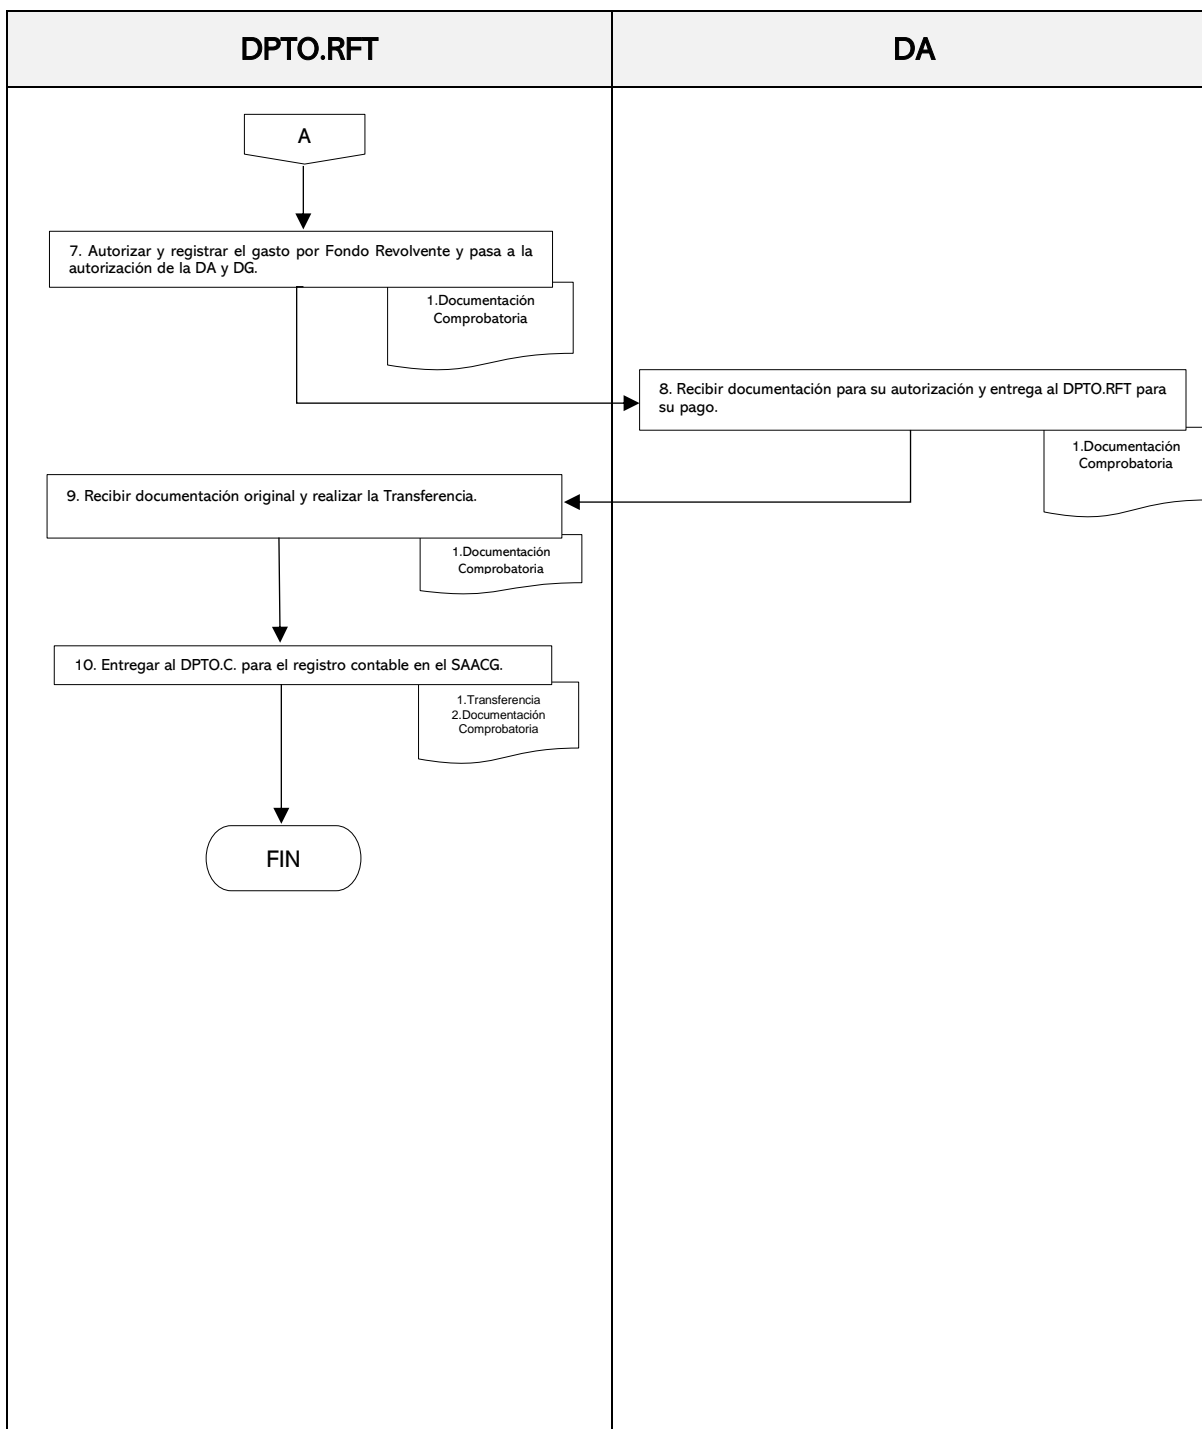 DPTO.RFT
DA
A
7. Autorizar y registrar el gasto por Fondo Revolvente y pasa a la
autorización de la DA y DG.
1.Documentación
Comprobatoria
8. Recibir documentación para su autorización y entrega al DPTO.RFT para
su pago.
1.Documentación
Comprobatoria
9. Recibir documentación original y realizar la Transferencia.
1.Documentación
Comprobatoria
10. Entregar al DPTO.C. para el registro contable en el SAACG.
1.Transferencia
2.Documentación
Comprobatoria
FIN